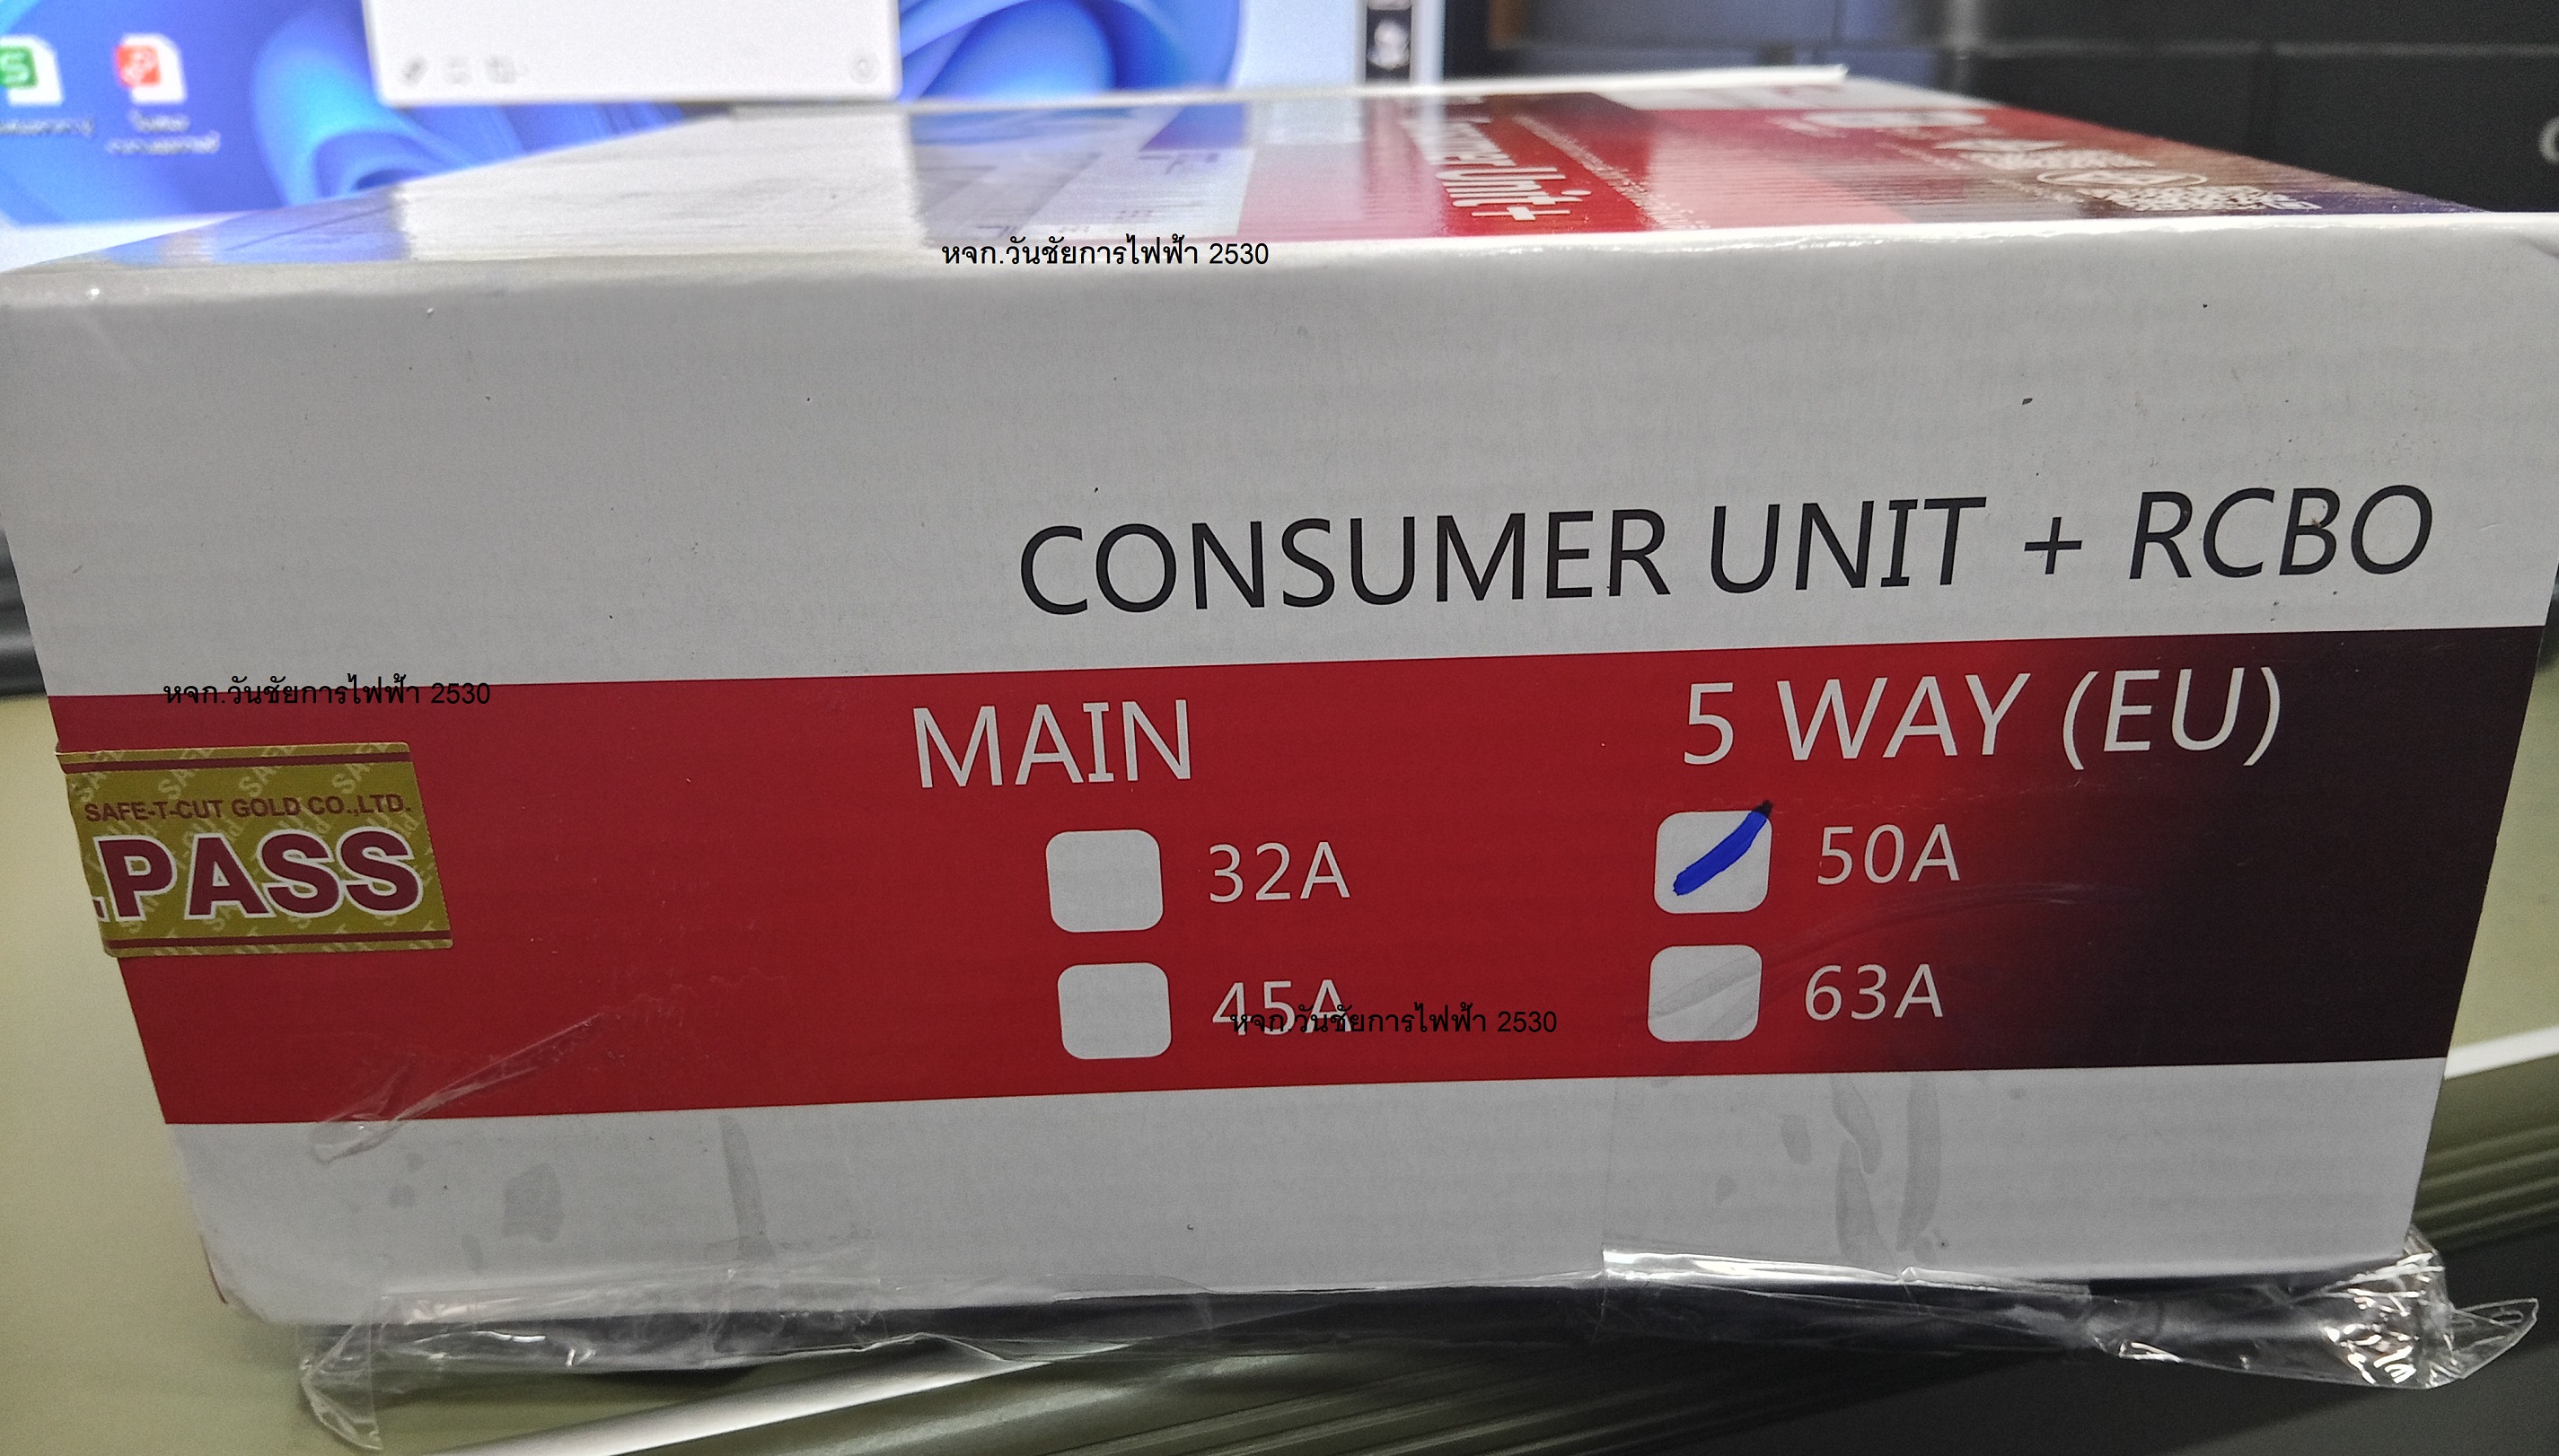 Unit+
หจก.วันชัยการไฟฟ้า 2530
CONSUMER UNIT + RCBO
หจก.วันชัยการไฟฟ้า 2530
MAIN
5 WAY (EU)
SAFE-T-CUT GOLD CO.,LTD.
.PASS
32A
50A
45A
63A
หจก.วันชัยการไฟฟ้า 2530